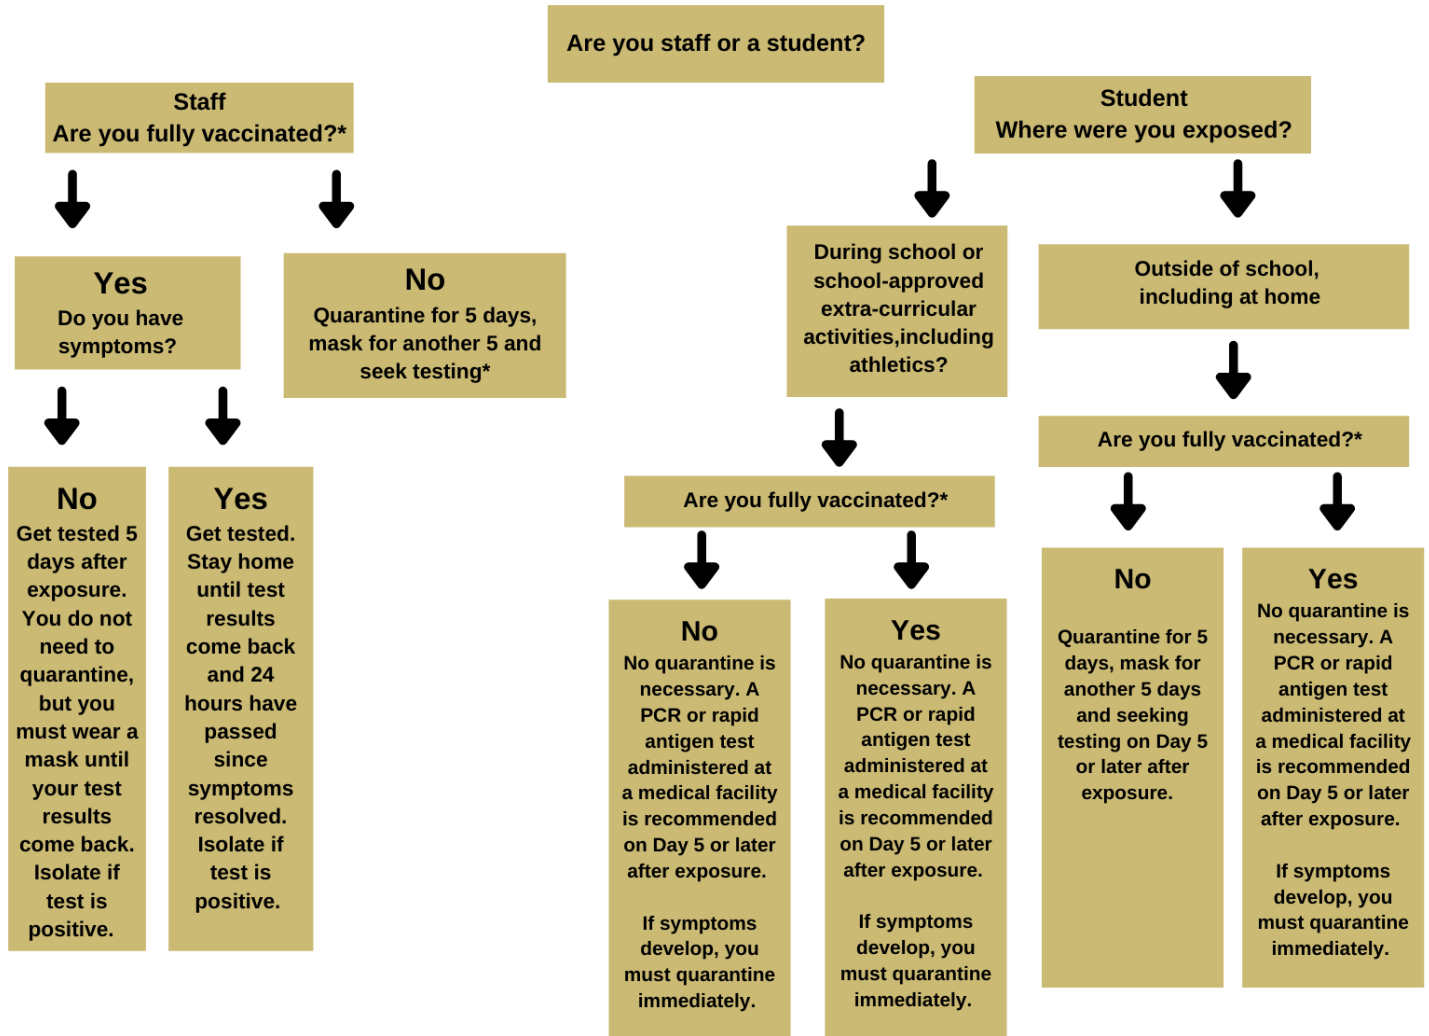 Are you staff or a student?
Staff
Are you fully vaccinated?*
Yes
Do you have
symptoms?
No
Quarantine for 5 days,
mask for another 5 and
seek testing*
No
Get tested 5
days after
exposure.
You do not
need to
quarantine,
but you
must wear a
mask until
your test
results
come back.
Isolate if
test is
positive.
Yes
Get tested.
Stay home
until test
results
come back
and 24
hours have
passed
since
symptoms
resolved.
Isolate if
test is
positive.
Student
Where were you exposed?
During school or
school-approved
extra-curricular
activities,including
athletics?
Are you fully vaccinated?*
No
No quarantine is
necessary. A
PCR or rapid
antigen test
administered at
a medical facility
is recommended
on Day 5 or later
after exposure.
If symptoms
develop, you
must quarantine
immediately.
Yes
No quarantine is
necessary. A
PCR or rapid
antigen test
administered at
a medical facility
is recommended
on Day 5 or later
after exposure.
If symptoms
develop, you
must quarantine
immediately.
Outside of school,
including at home
Are you fully vaccinated?*
No
Quarantine for 5
days, mask for
another 5 days
and seeking
testing on Day 5
or later after
exposure.
Yes
No quarantine is
necessary. A
PCR or rapid
antigen test
administered at
a medical facility
is recommended
on Day 5 or later
after exposure.
If symptoms
develop, you
must quarantine
immediately.